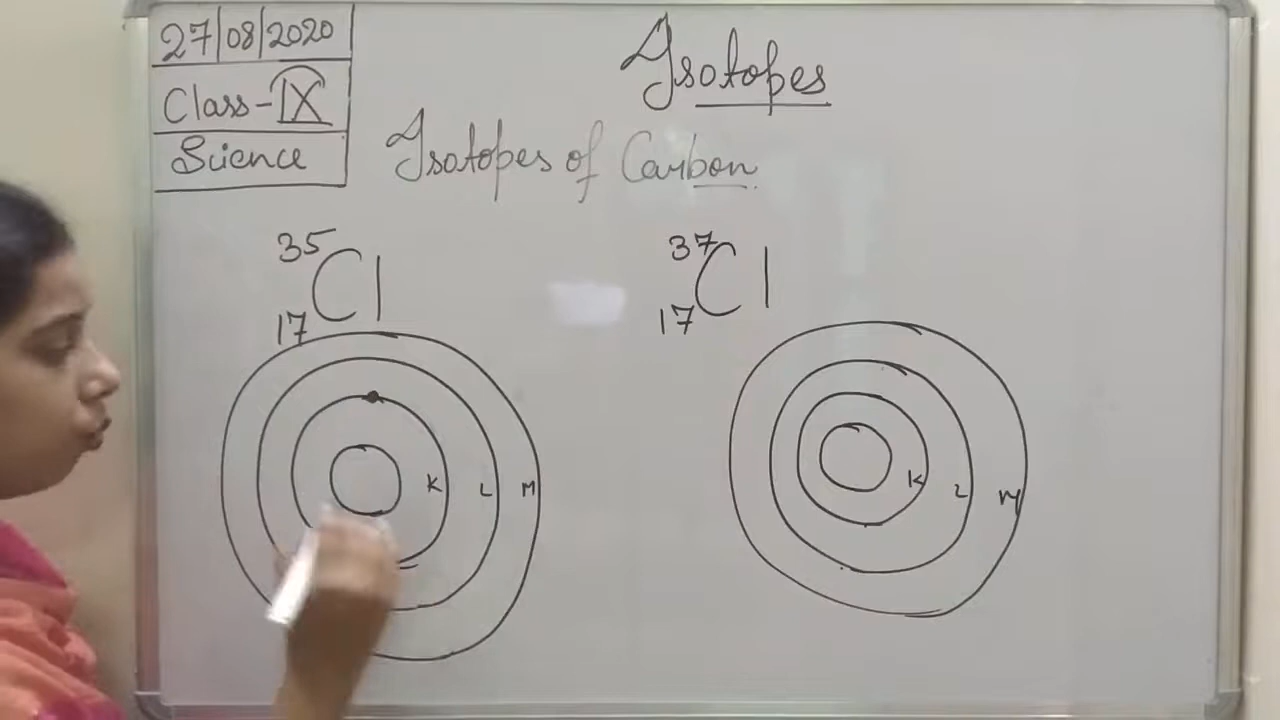 27/08/2020
Class-IX
Science
Isotopes
Isotopes of Carbon
35
17 Cl
37
17 Cl
K L M
K L M